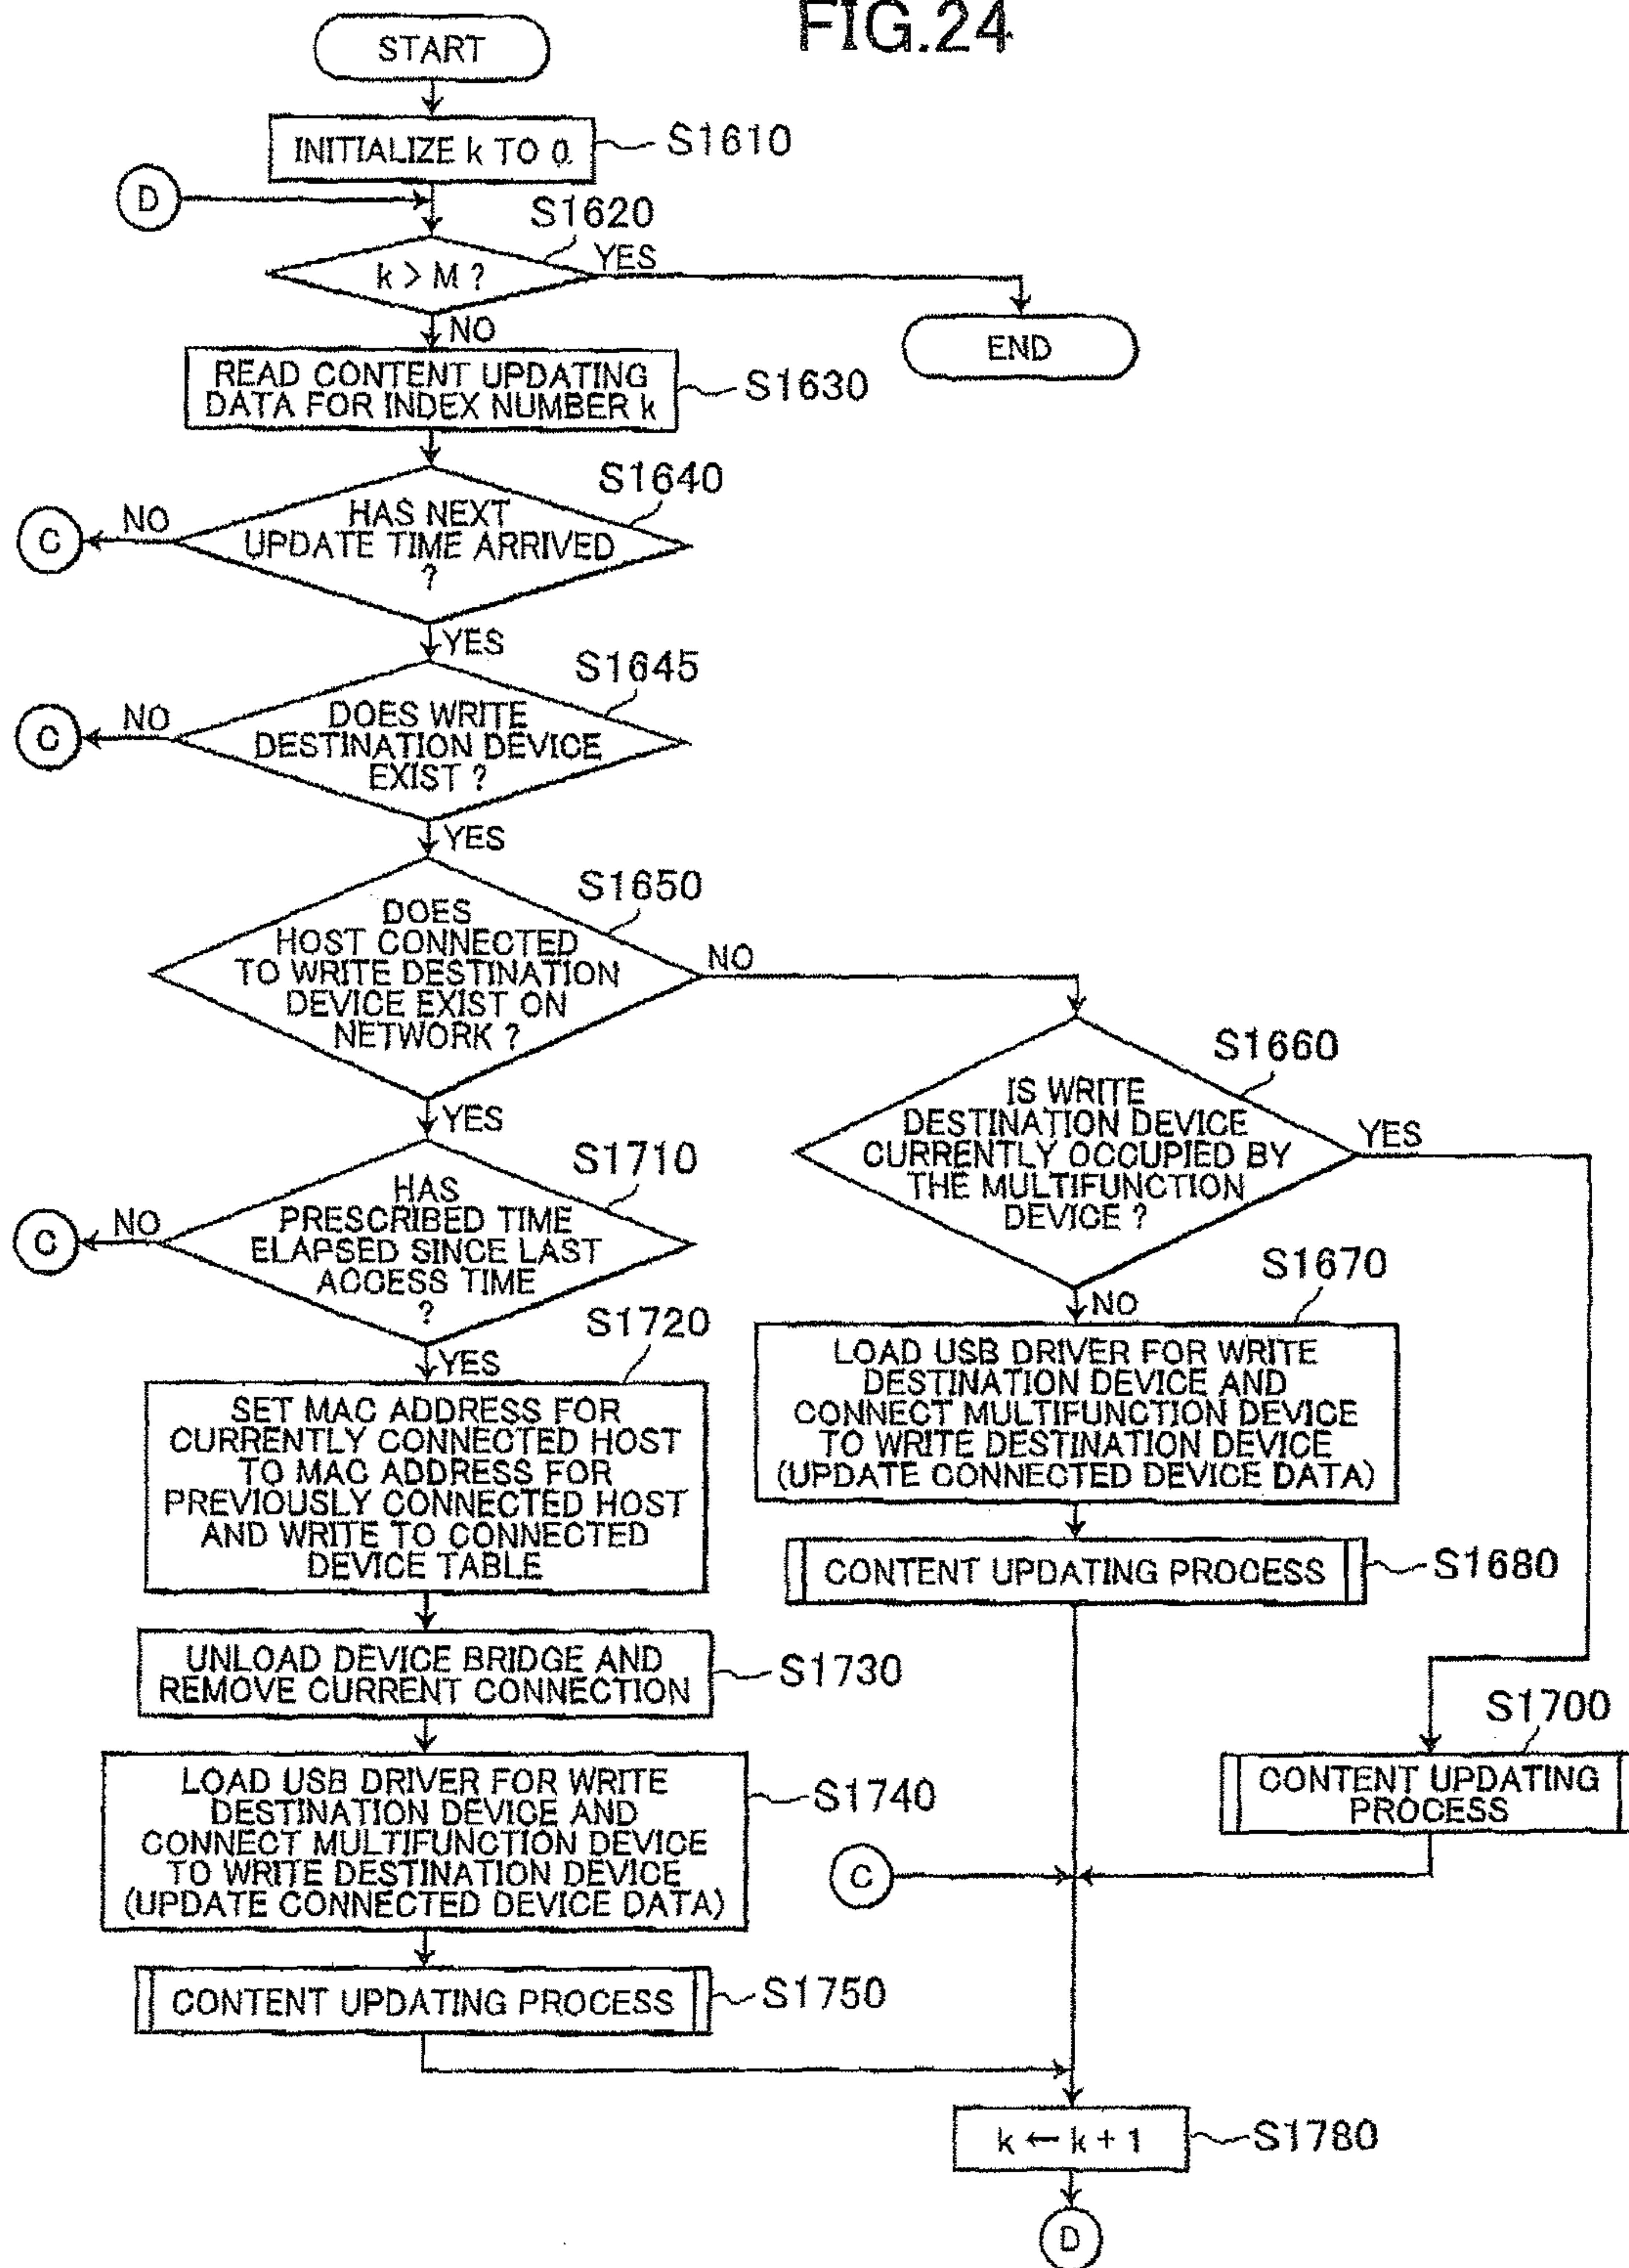 FIG.24
START
INITIALIZE k TO 0
S1610
D
S1620
k > M ?
YES
NO
END
READ CONTENT UPDATING
DATA FOR INDEX NUMBER k
S1630
S1640
HAS NEXT
UPDATE TIME ARRIVED
?
NO
C
YES
S1645
DOES WRITE
DESTINATION DEVICE
EXIST ?
NO
C
YES
S1650
DOES
HOST CONNECTED
TO WRITE DESTINATION
DEVICE EXIST ON
NETWORK ?
NO
YES
S1660
IS WRITE
DESTINATION DEVICE
CURRENTLY OCCUPIED BY
THE MULTIFUNCTION
DEVICE ?
YES
NO
S1710
HAS
PRESCRIBED TIME
ELAPSED SINCE LAST
ACCESS TIME
?
NO
C
YES
S1670
LOAD USB DRIVER FOR WRITE
DESTINATION DEVICE AND
CONNECT MULTIFUNCTION DEVICE
TO WRITE DESTINATION DEVICE
(UPDATE CONNECTED DEVICE DATA)
S1720
SET MAC ADDRESS FOR
CURRENTLY CONNECTED HOST
TO MAC ADDRESS FOR
PREVIOUSLY CONNECTED HOST
AND WRITE TO CONNECTED
DEVICE TABLE
CONTENT UPDATING PROCESS
S1680
UNLOAD DEVICE BRIDGE AND
REMOVE CURRENT CONNECTION
S1730
S1700
CONTENT UPDATING
PROCESS
LOAD USB DRIVER FOR WRITE
DESTINATION DEVICE AND
CONNECT MULTIFUNCTION DEVICE
TO WRITE DESTINATION DEVICE
(UPDATE CONNECTED DEVICE DATA)
S1740
C
CONTENT UPDATING PROCESS
S1750
k ← k + 1
S1780
D